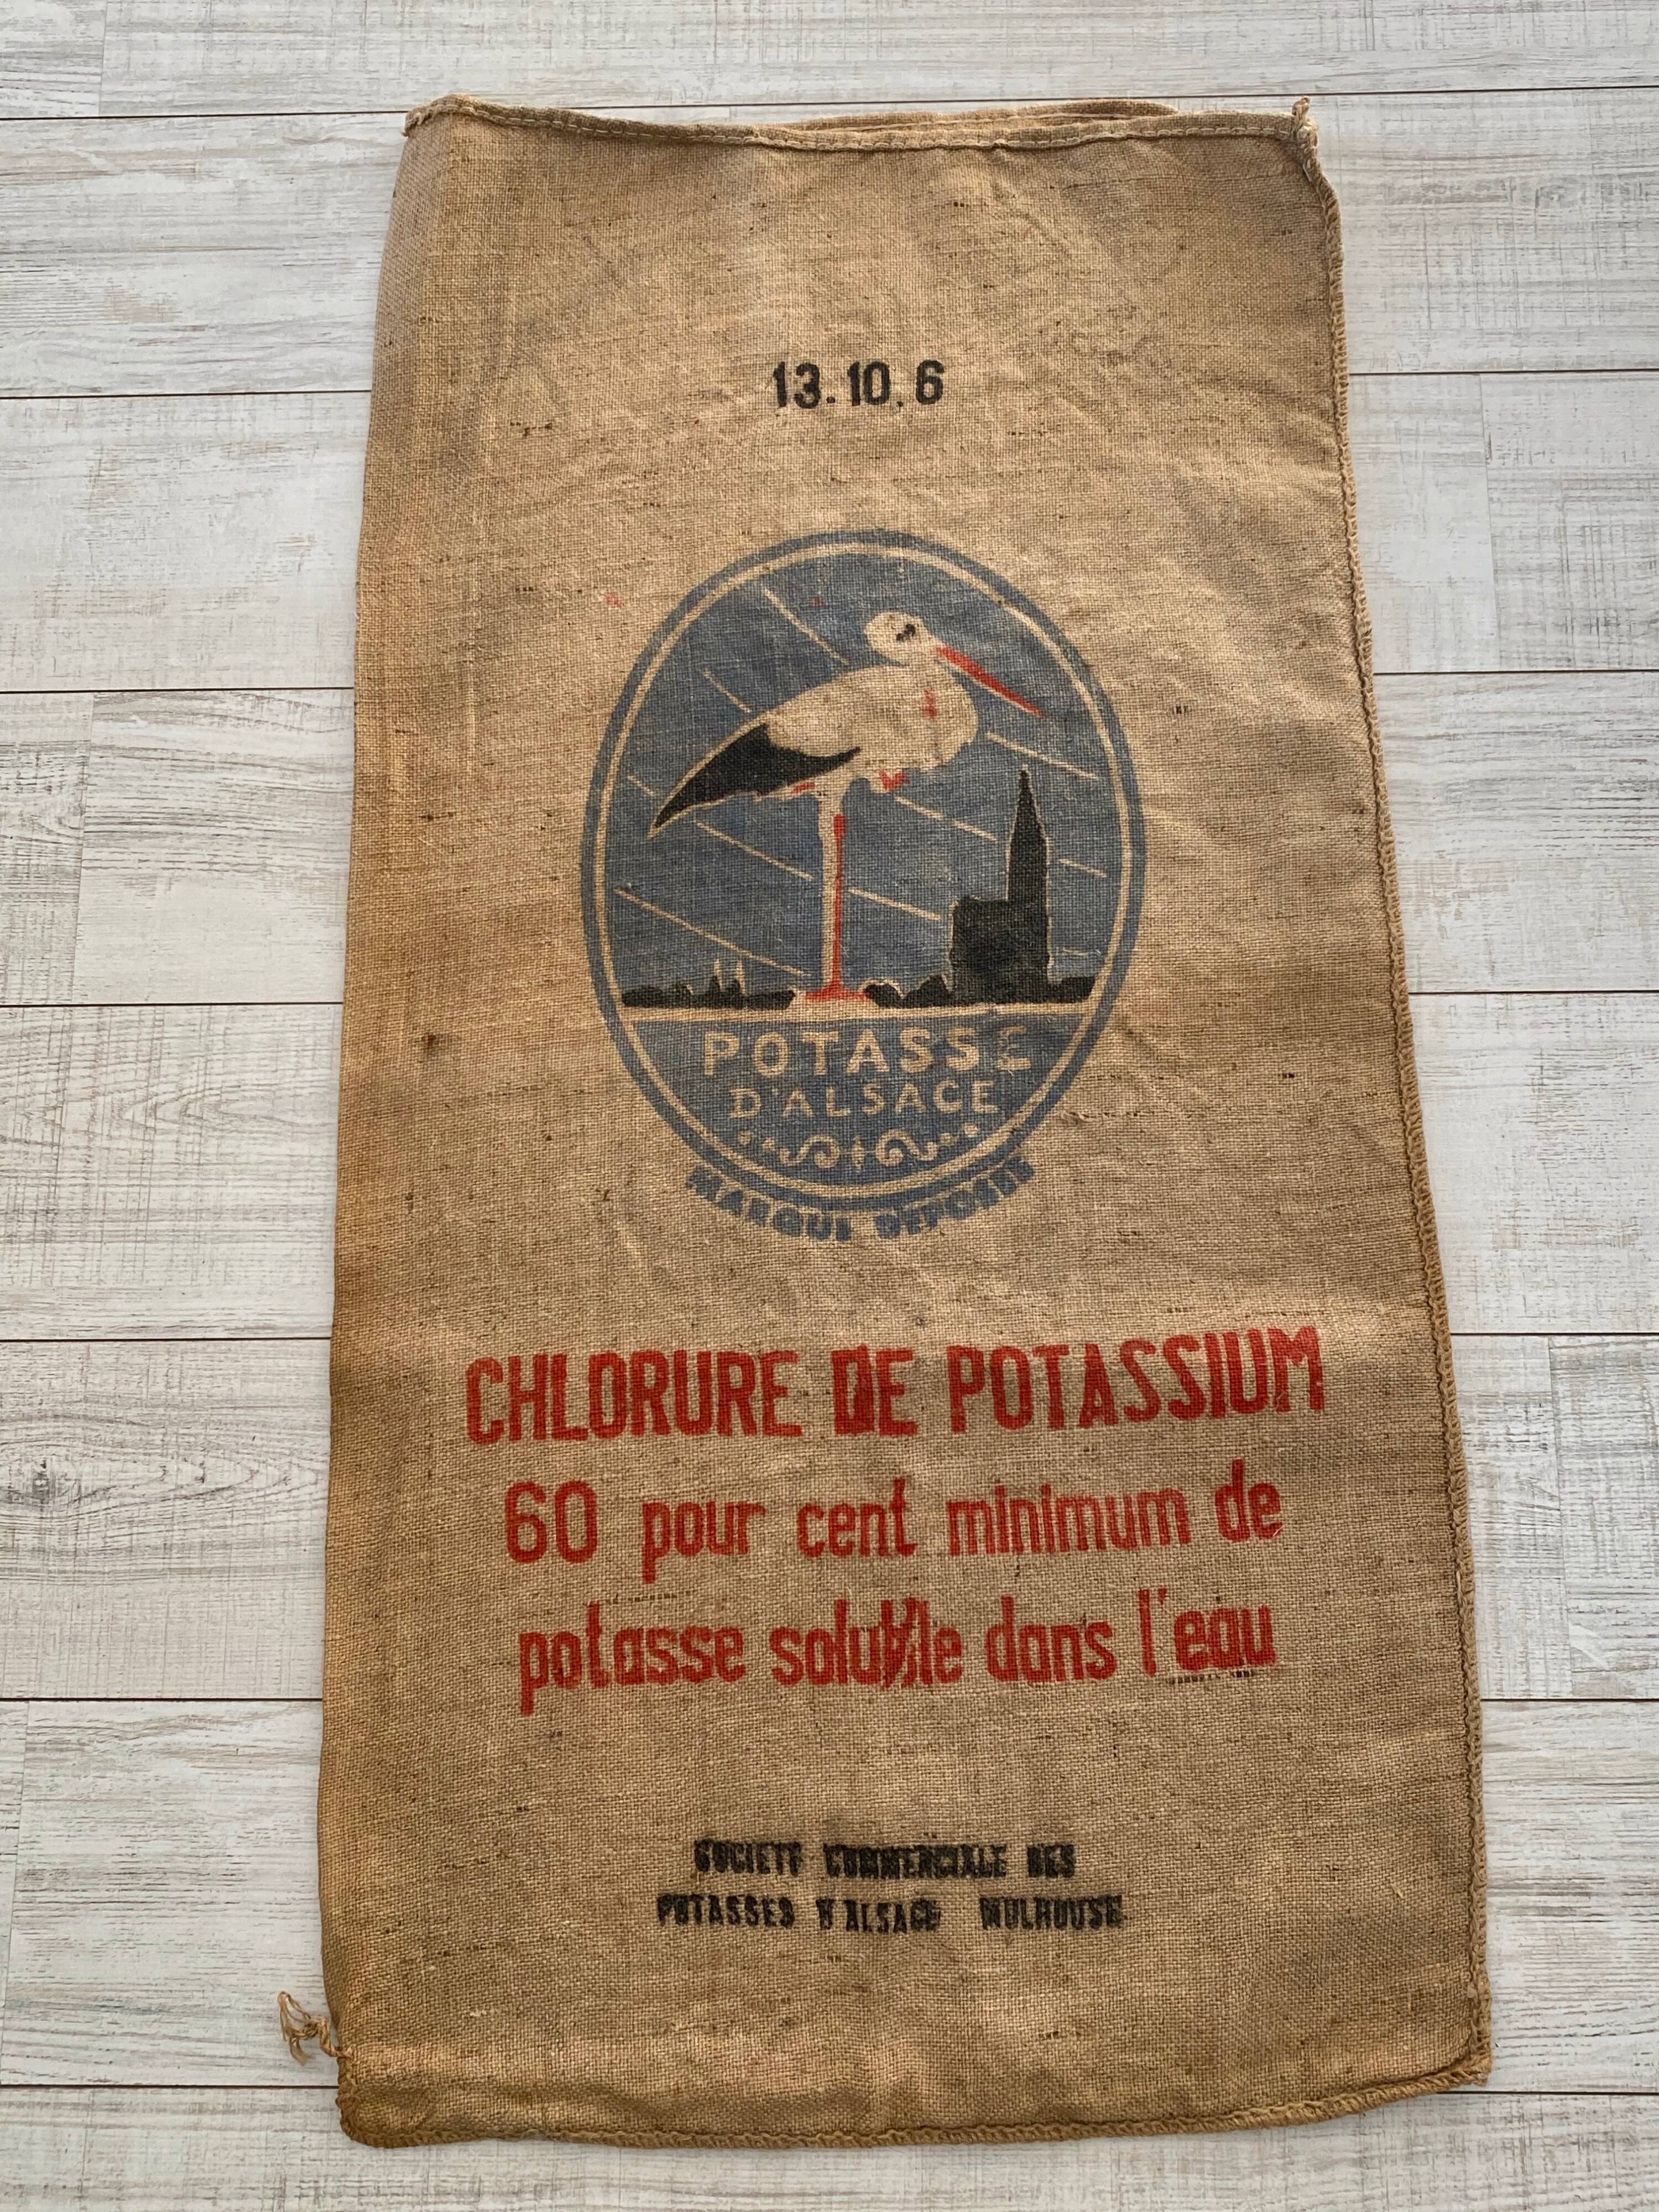 13.10.6
POTASSE
D'ALSACE
MARQUE DEPOSEE
CHLORURE DE POTASSIUM
60 pour cent minimum de
potasse soluble dans l'eau
SOCIETE COMMERCIALE DES
POTASSES D'ALSACE MULHOUSE